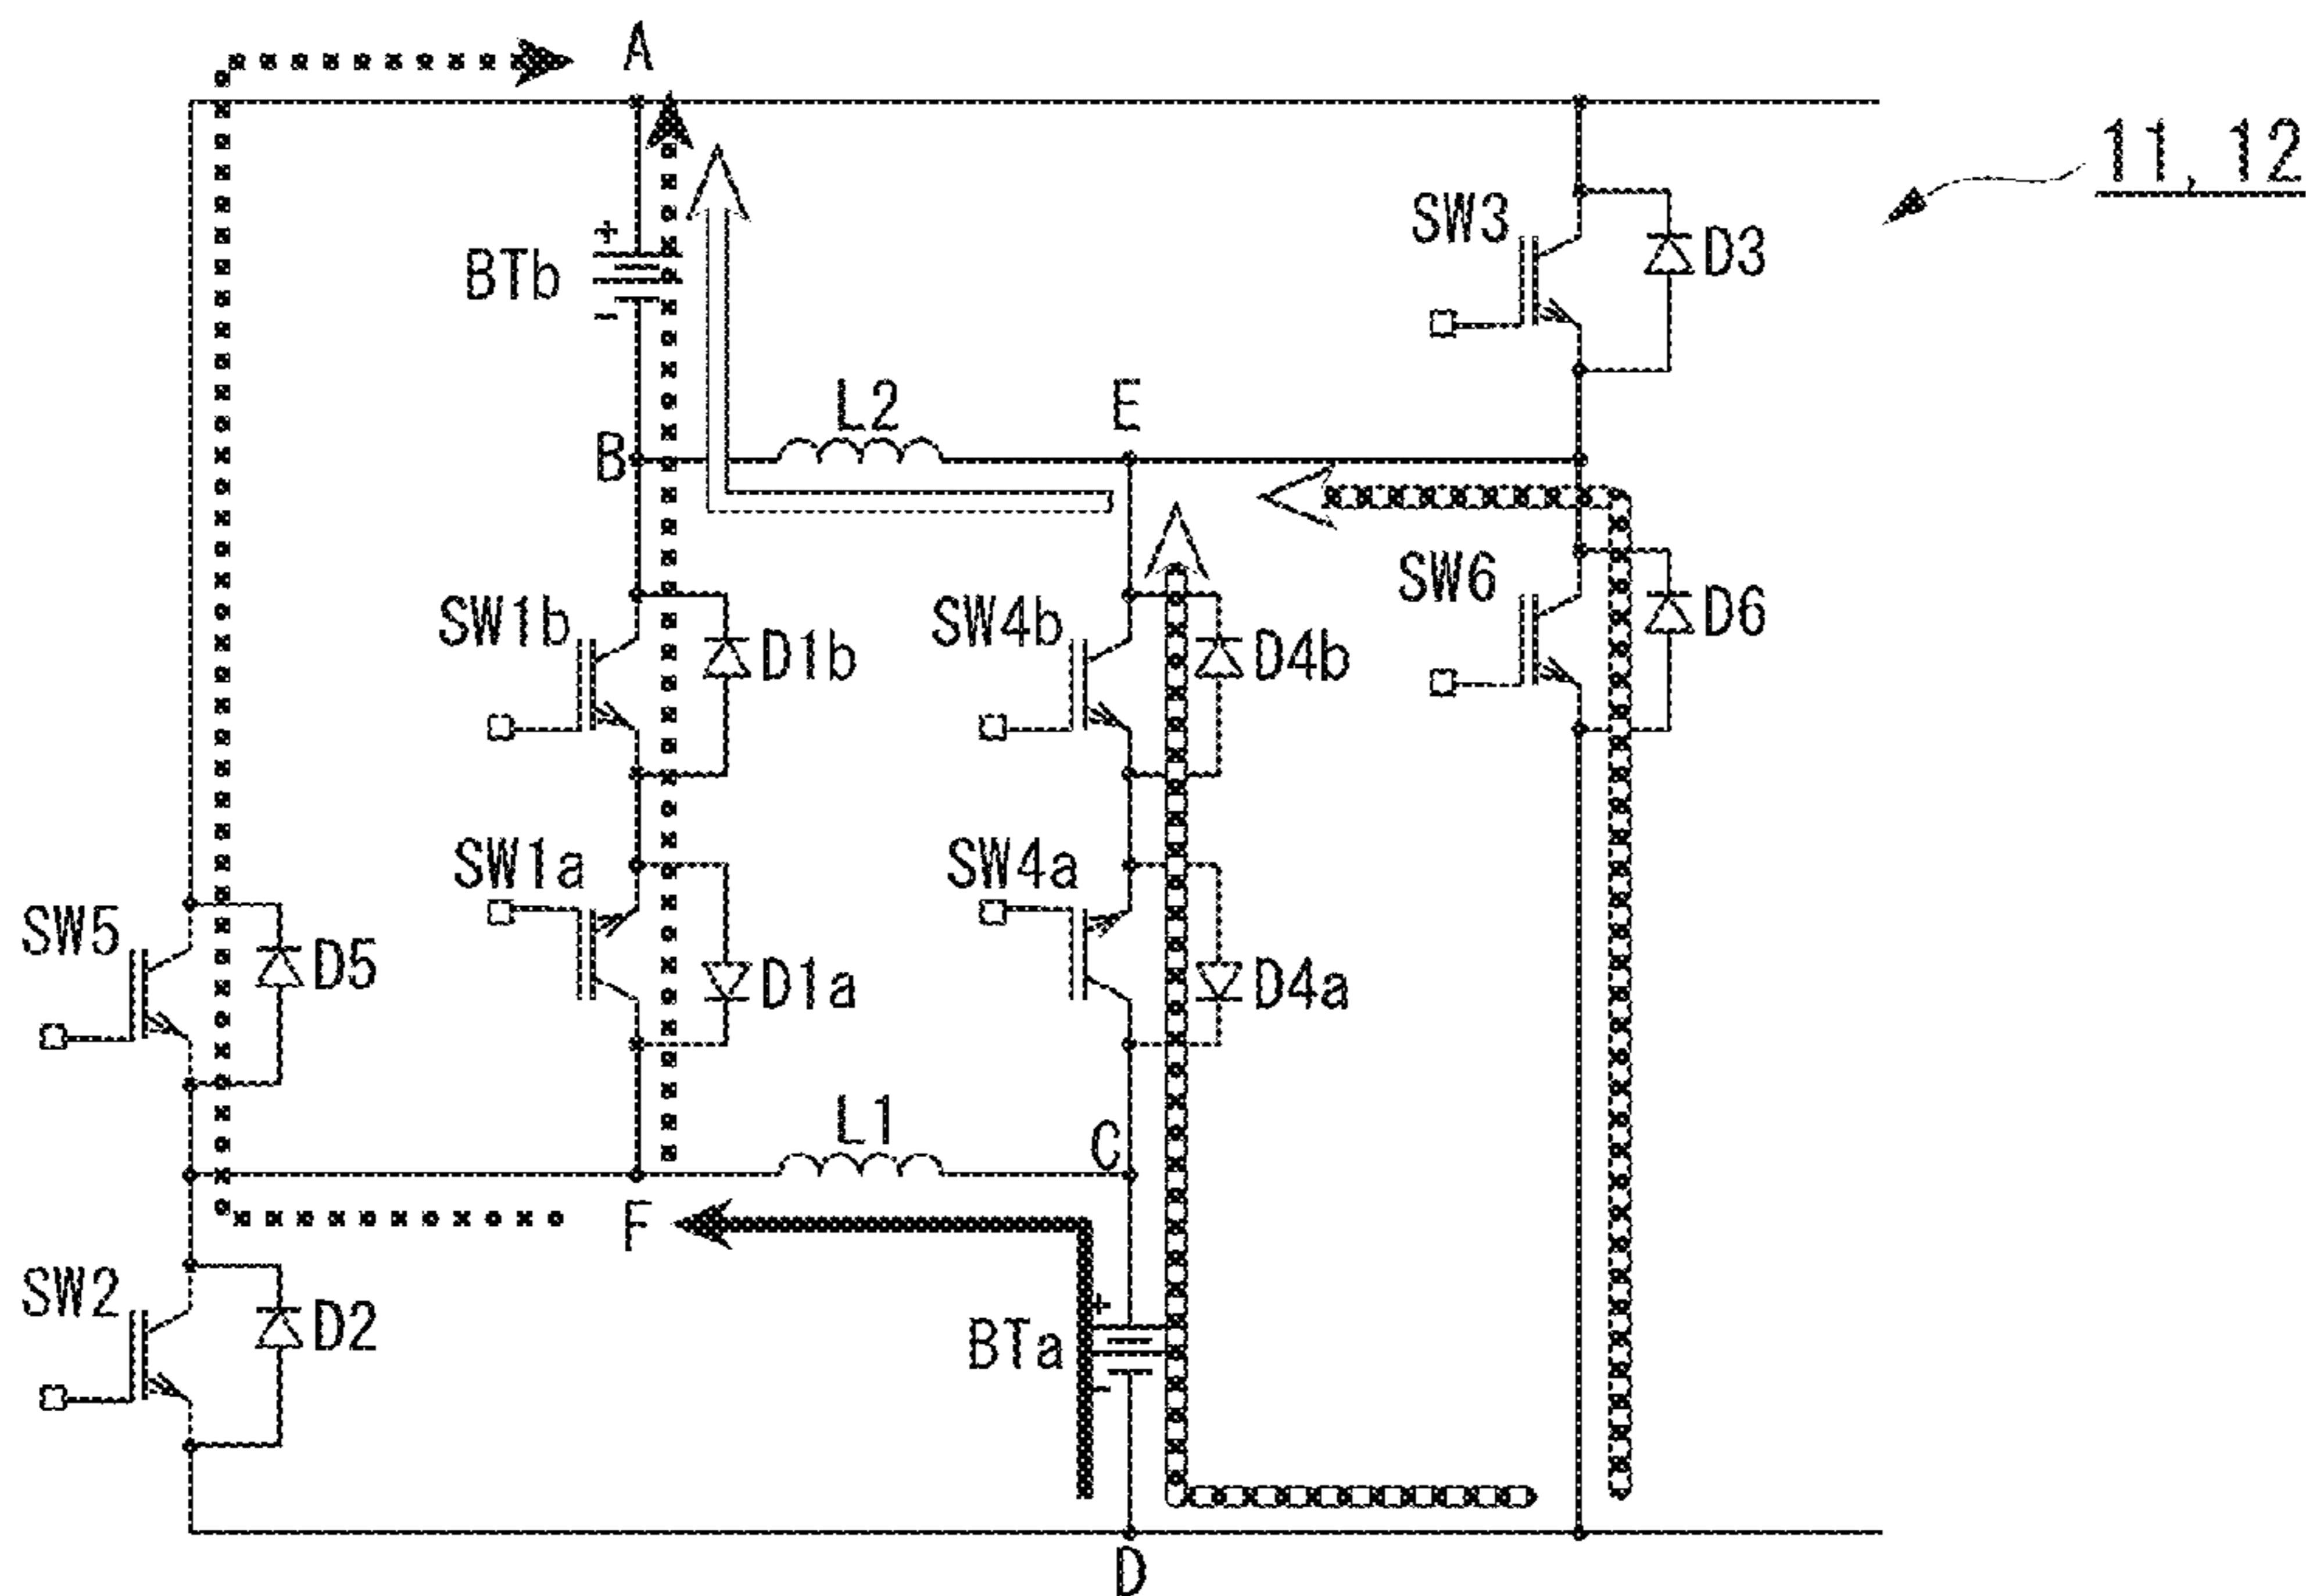 A
11, 12
SW3
D3
+
BTb
-
L2
E
B
SW1b
D1b
SW4b
D4b
SW6
D6
SW1a
D1a
SW4a
D4a
SW5
D5
L1
C
F
SW2
D2
+
BTa
-
D